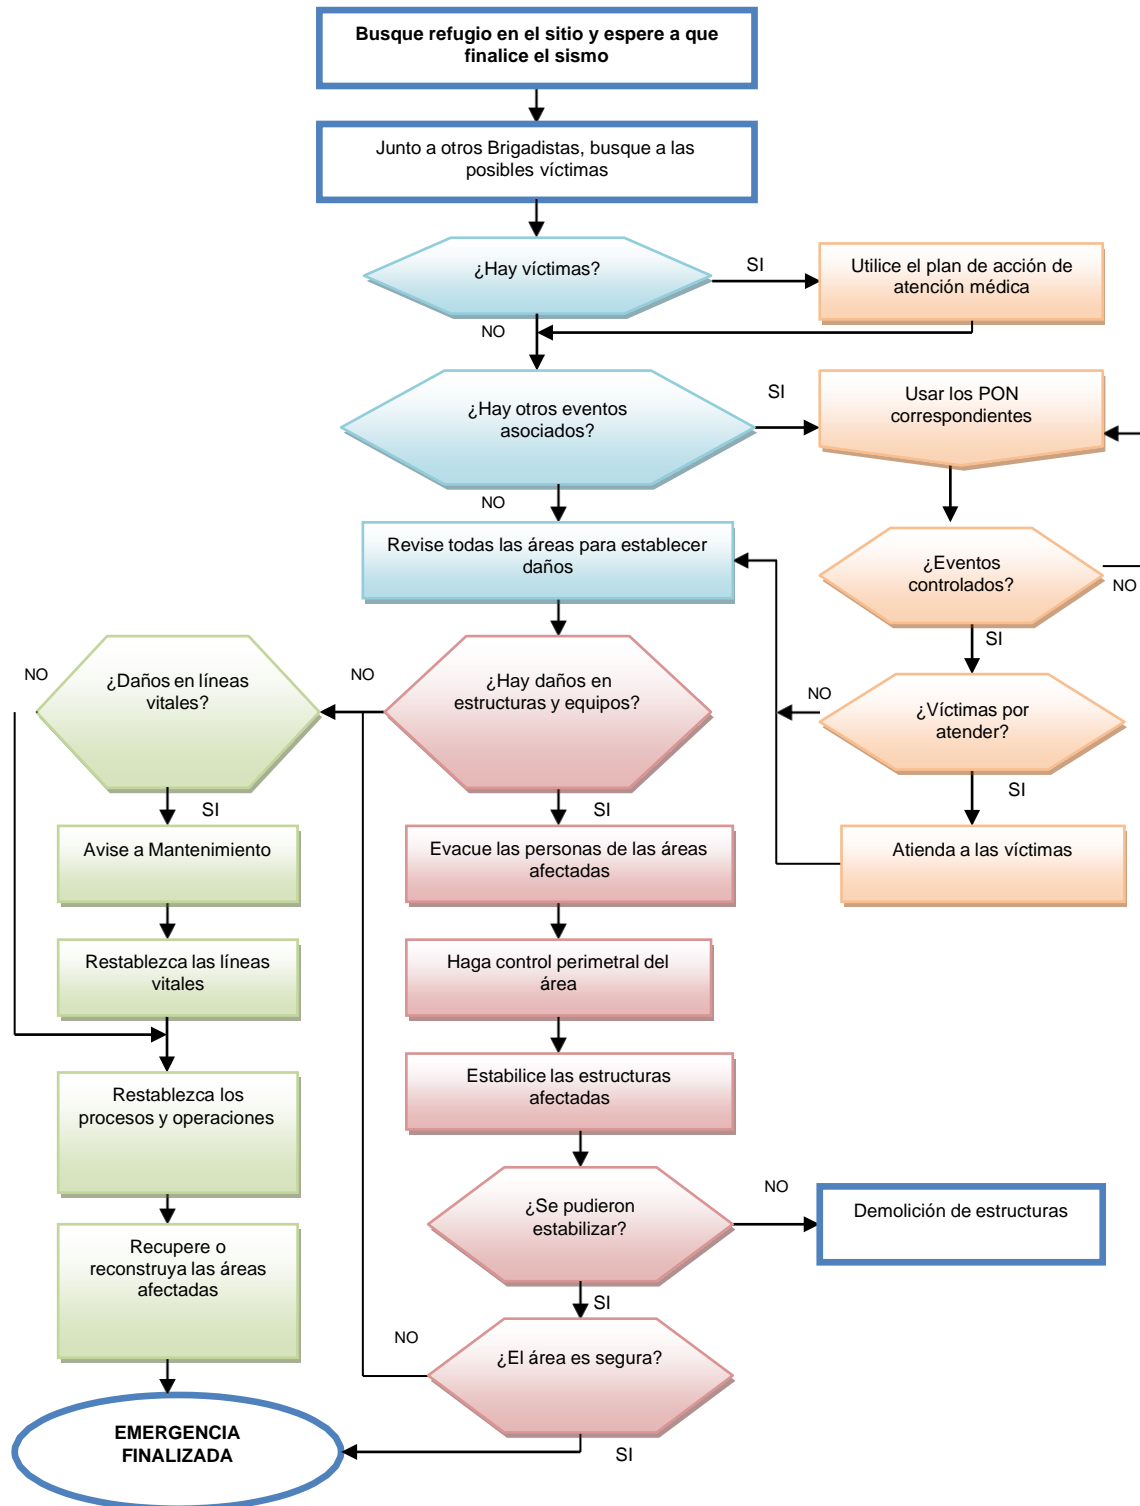 Busque refugio en el sitio y espere a que
finalice el sismo
Junto a otros Brigadistas, busque a las
posibles víctimas
¿Hay víctimas?
SI
Utilice el plan de acción de
atención médica
NO
¿Hay otros eventos
asociados?
SI
Usar los PON
correspondientes
NO
Revise todas las áreas para establecer
daños
¿Eventos
controlados?
NO
SI
NO
¿Daños en líneas
vitales?
NO
¿Hay daños en
estructuras y equipos?
NO
¿Víctimas por
atender?
SI
SI
SI
Avise a Mantenimiento
Evacue las personas de las áreas
afectadas
Atienda a las víctimas
Restablezca las líneas
vitales
Haga control perimetral del
área
Restablezca los
procesos y operaciones
Estabilice las estructuras
afectadas
¿Se pudieron
estabilizar?
NO
Demolición de estructuras
Recupere o
reconstruya las áreas
afectadas
SI
NO
¿El área es segura?
SI
EMERGENCIA
FINALIZADA